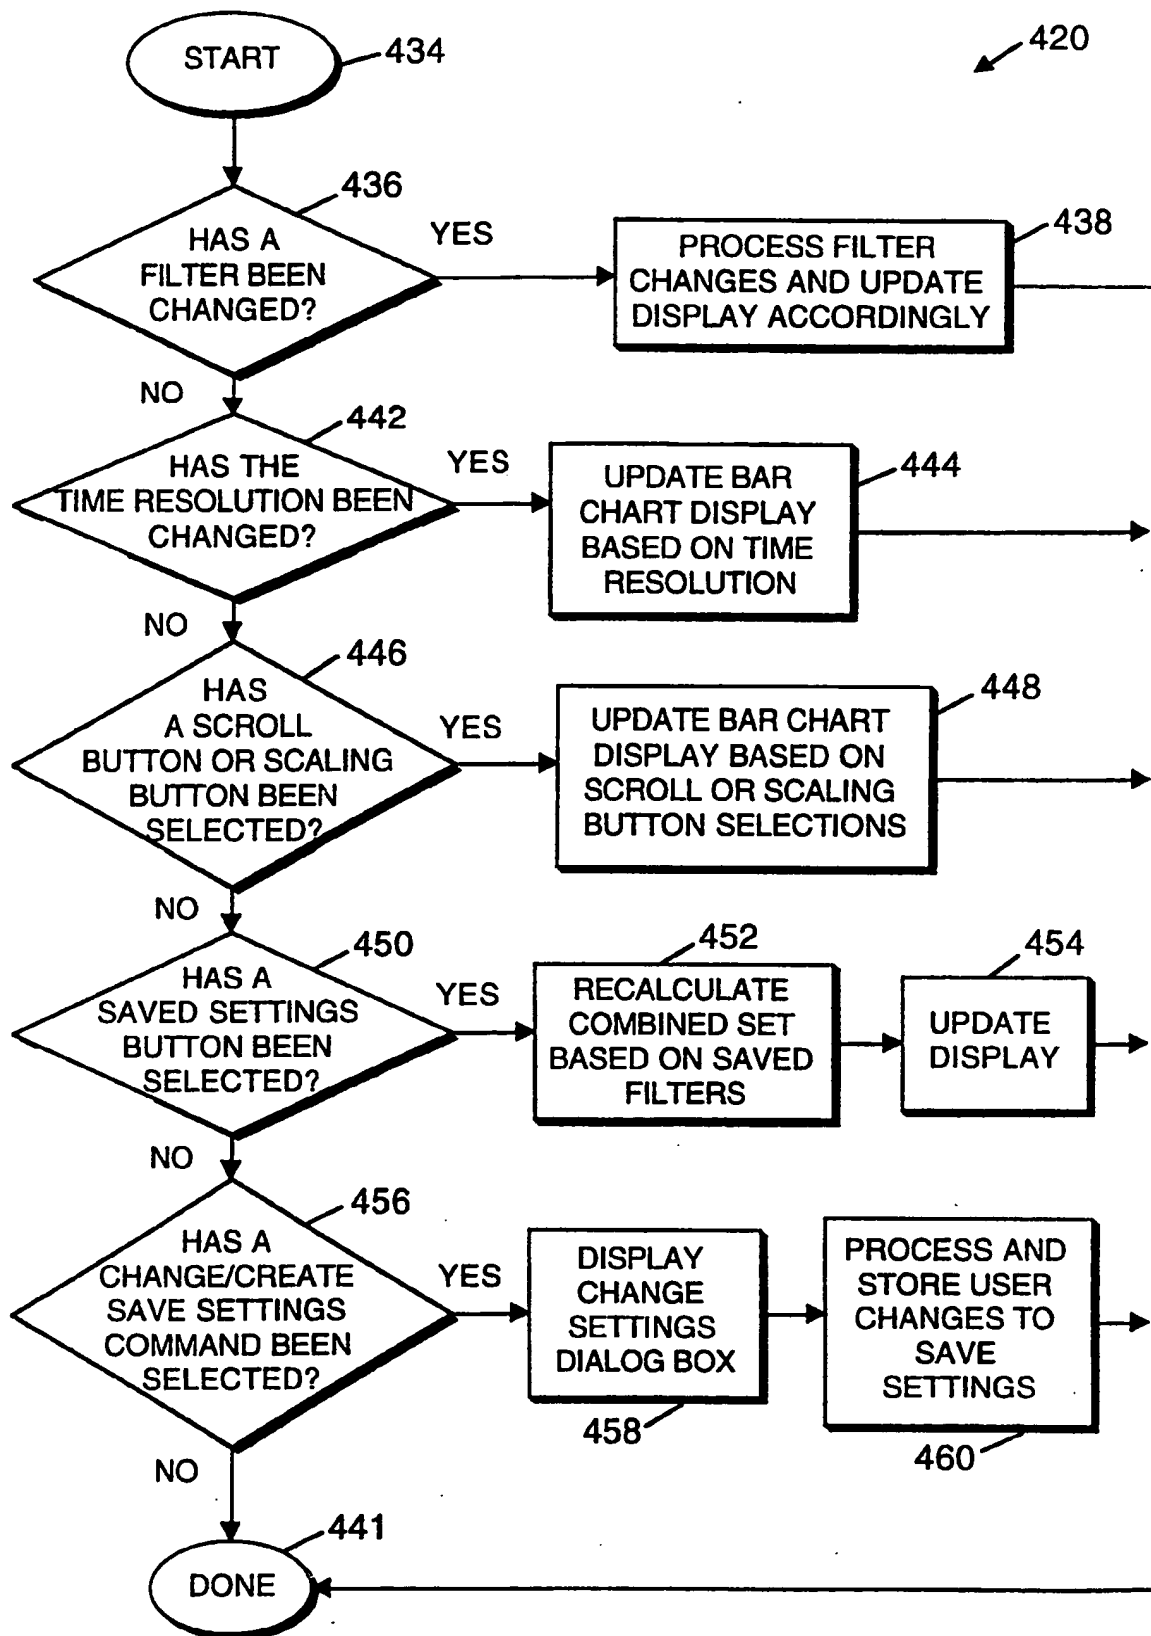 START
434
420
436
HAS A
FILTER BEEN
CHANGED?
YES
PROCESS FILTER
CHANGES AND UPDATE
DISPLAY ACCORDINGLY
438
NO
442
HAS THE
TIME RESOLUTION BEEN
CHANGED?
YES
UPDATE BAR
CHART DISPLAY
BASED ON TIME
RESOLUTION
444
NO
446
HAS
A SCROLL
BUTTON OR SCALING
BUTTON BEEN
SELECTED?
YES
UPDATE BAR CHART
DISPLAY BASED ON
SCROLL OR SCALING
BUTTON SELECTIONS
448
NO
450
HAS A
SAVED SETTINGS
BUTTON BEEN
SELECTED?
YES
452
RECALCULATE
COMBINED SET
BASED ON SAVED
FILTERS
454
UPDATE
DISPLAY
NO
456
HAS A
CHANGE/CREATE
SAVE SETTINGS
COMMAND BEEN
SELECTED?
YES
DISPLAY
CHANGE
SETTINGS
DIALOG BOX
458
PROCESS AND
STORE USER
CHANGES TO
SAVE
SETTINGS
460
NO
441
DONE